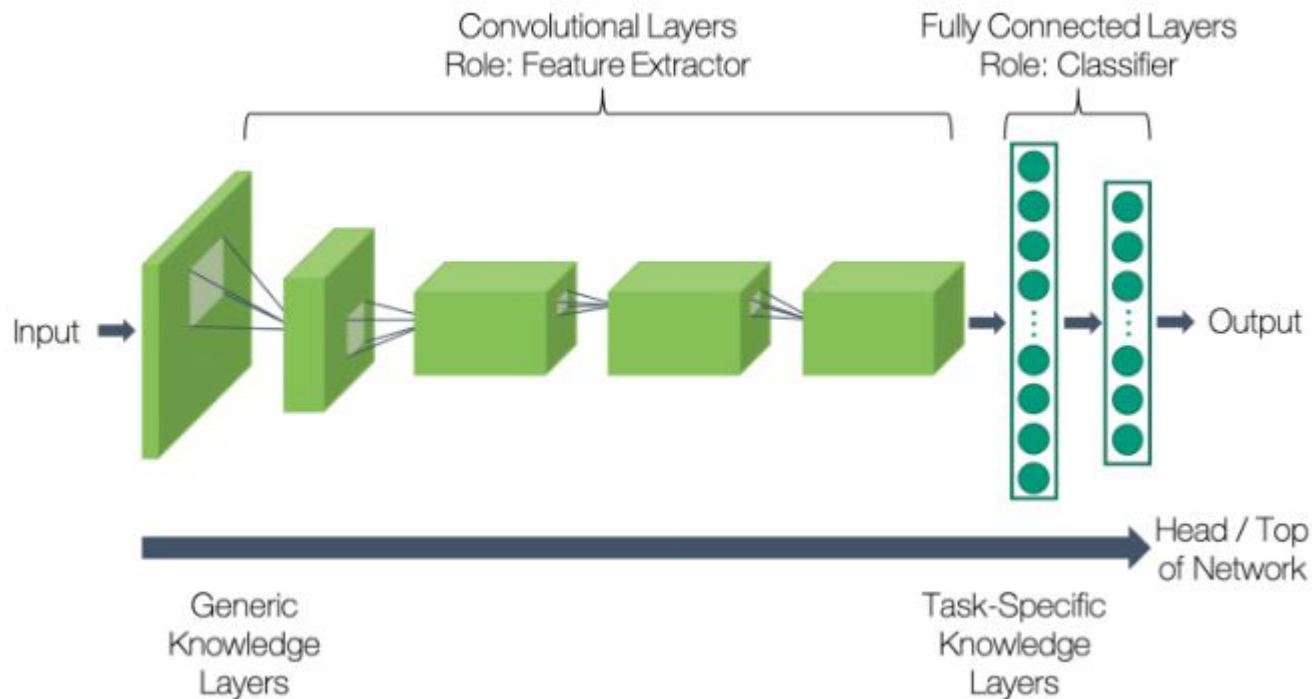 Convolutional Layers
Role: Feature Extractor
Fully Connected Layers
Role: Classifier
Input
Output
Head / Top
of Network
Generic
Knowledge
Layers
Task-Specific
Knowledge
Layers